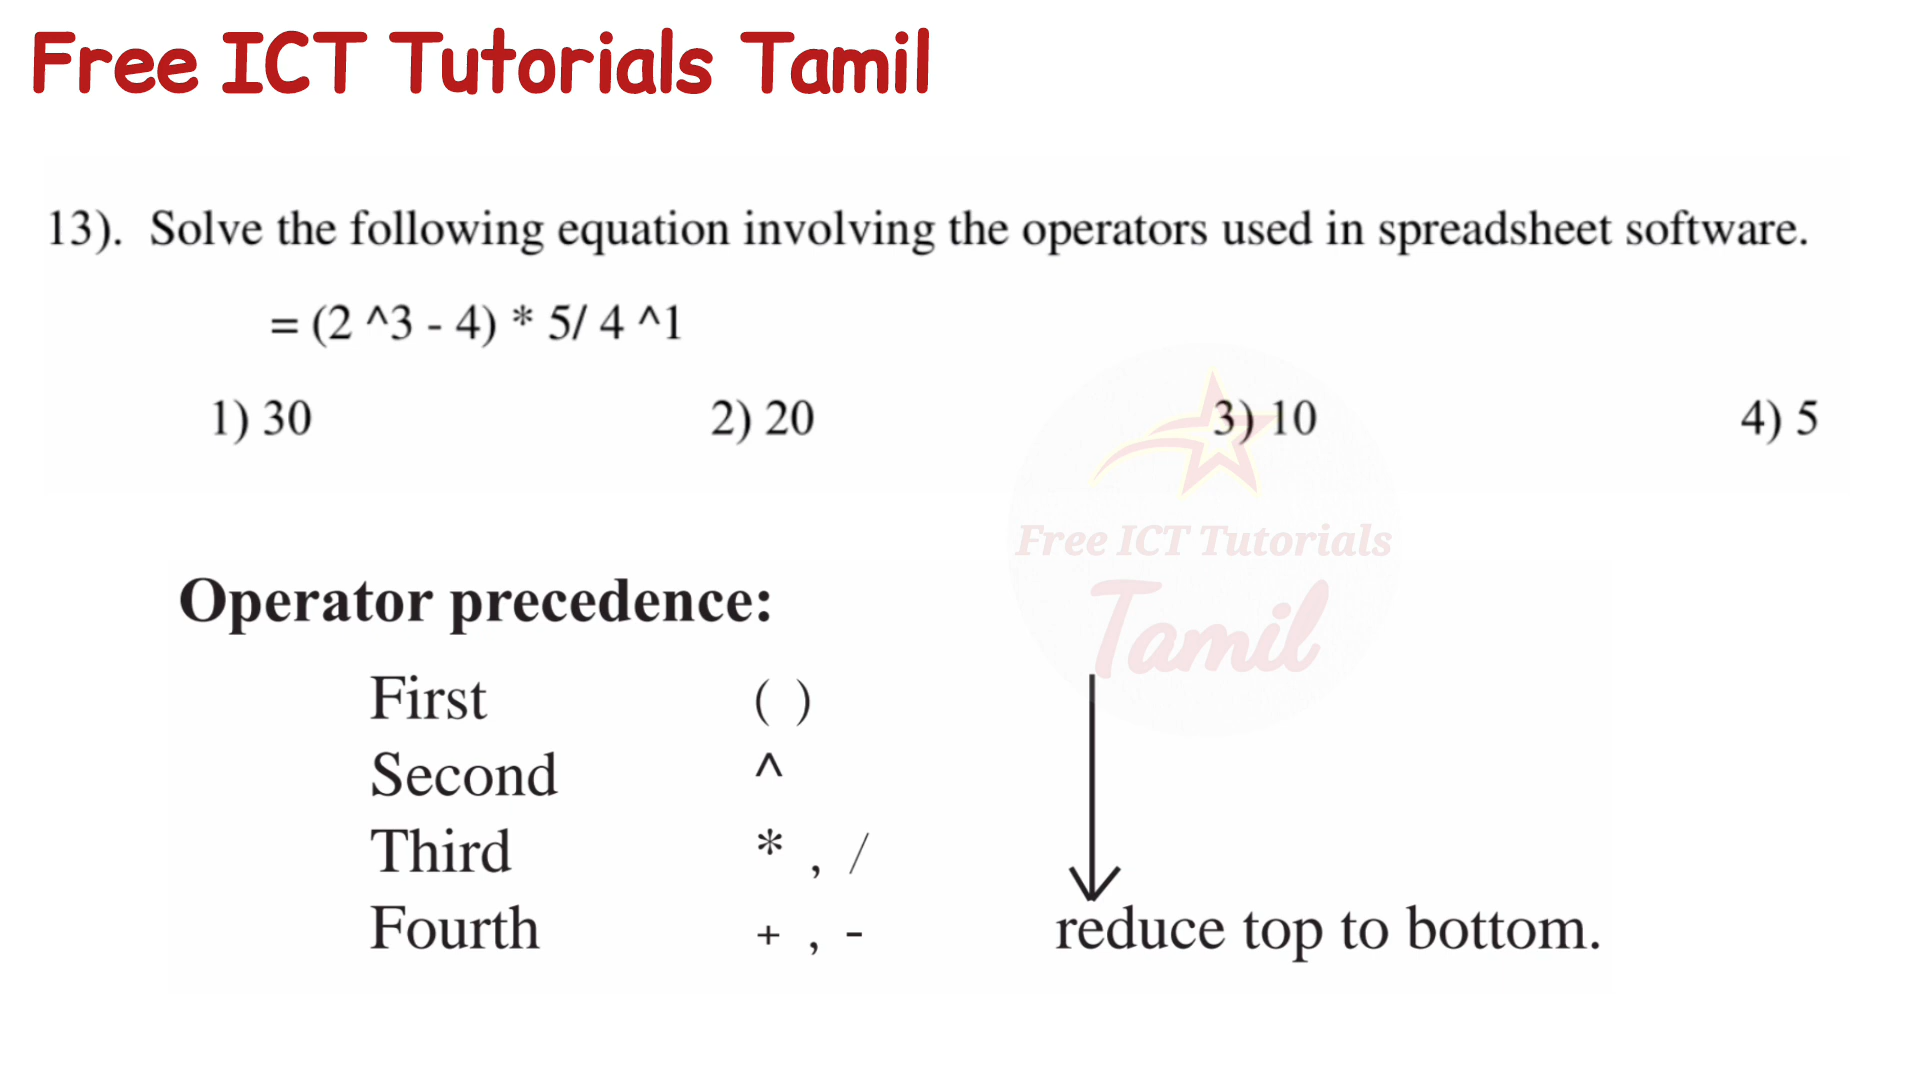 Free ICT Tutorials Tamil
13). Solve the following equation involving the operators used in spreadsheet software.
= (2 ^3 - 4) * 5/ 4 ^1
1) 30 2) 20 3) 10 4) 5
Free ICT Tutorials
Tamil
Operator precedence:
First ( )
Second ^
Third * , /
Fourth + , - reduce top to bottom.